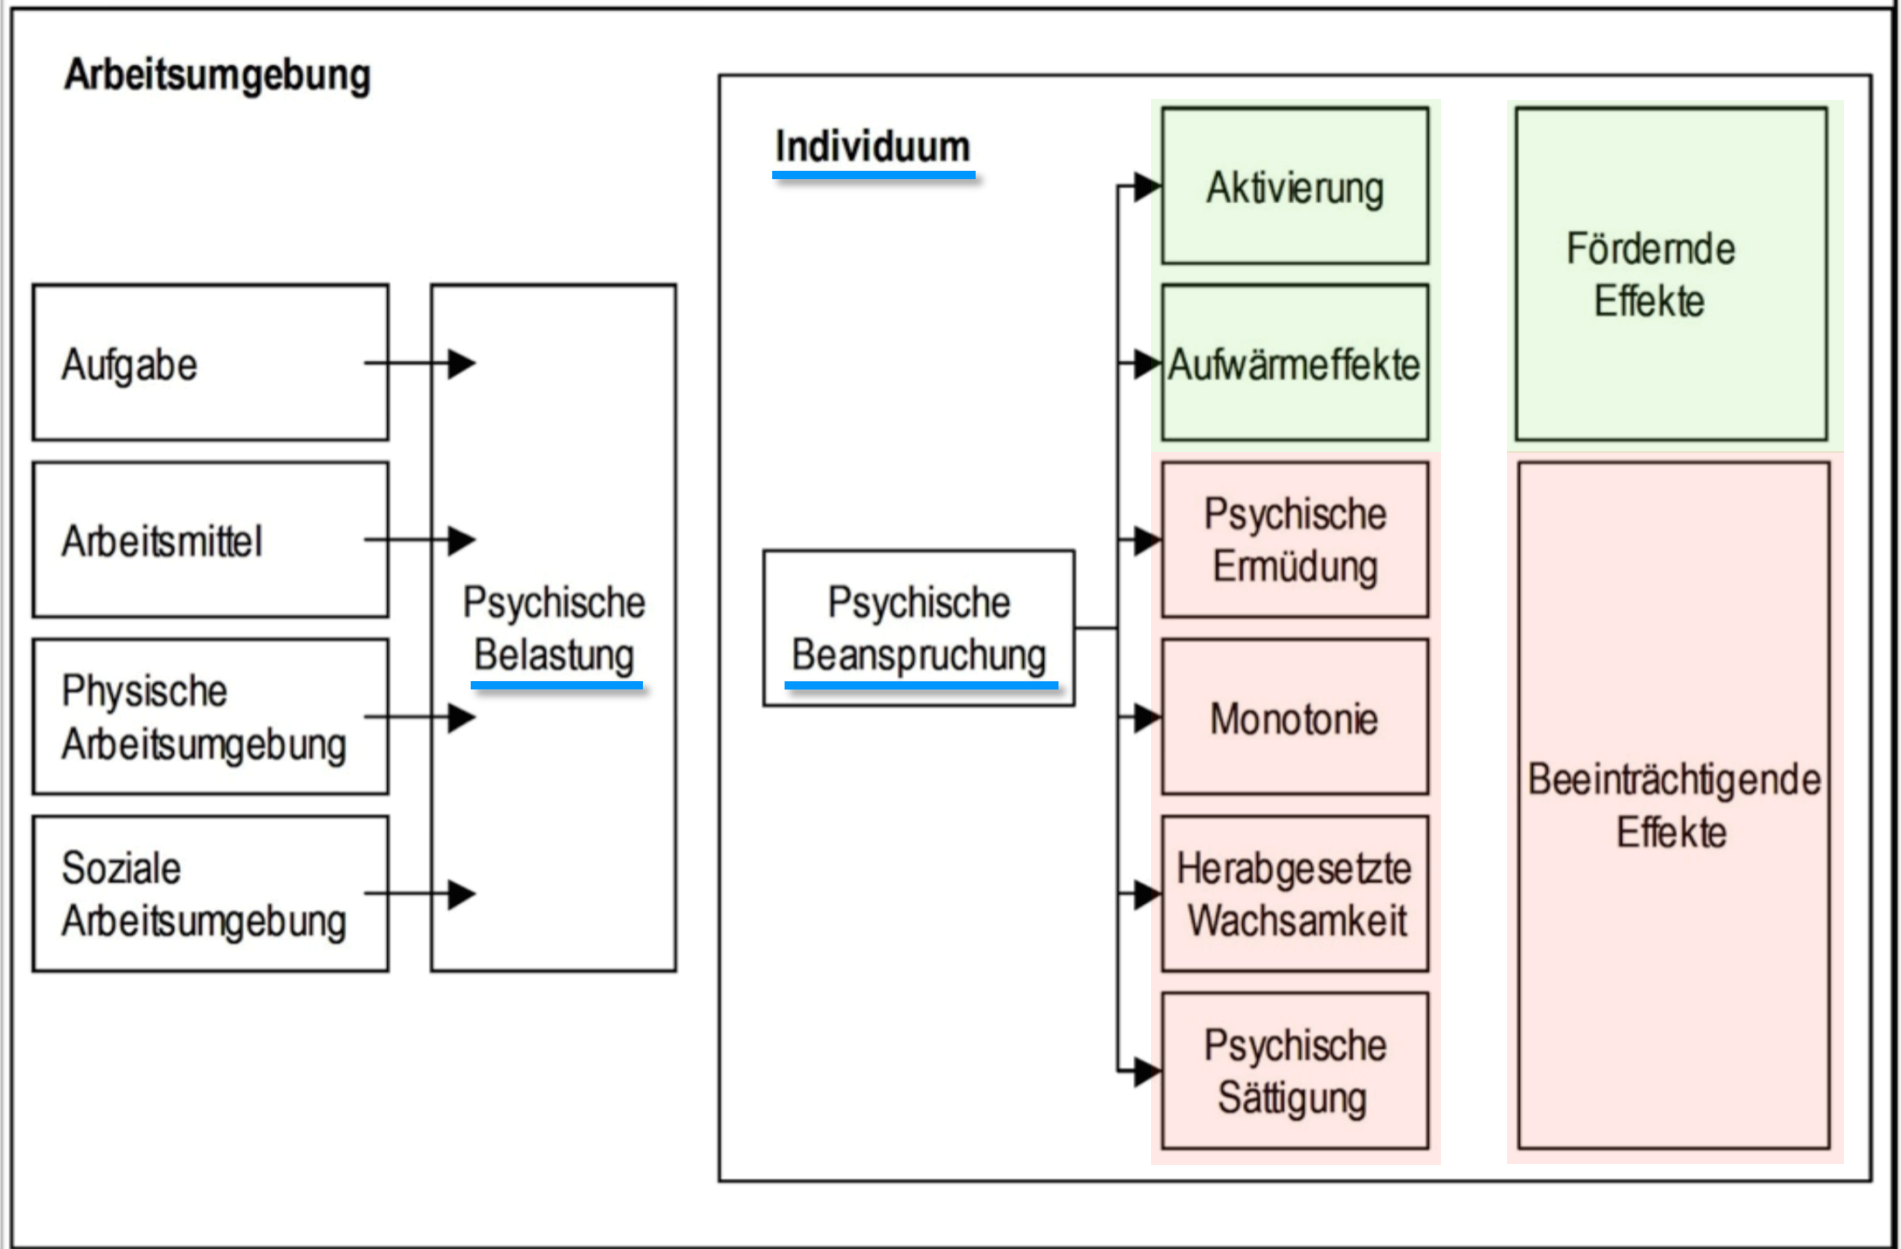 Arbeitsumgebung
Individuum
Aufgabe
Arbeitsmittel
Physische
Arbeitsumgebung
Soziale
Arbeitsumgebung
Psychische
Belastung
Psychische
Beanspruchung
Aktivierung
Aufwärmeffekte
Psychische
Ermüdung
Monotonie
Herabgesetzte
Wachsamkeit
Psychische
Sättigung
Fördernde
Effekte
Beeinträchtigende
Effekte